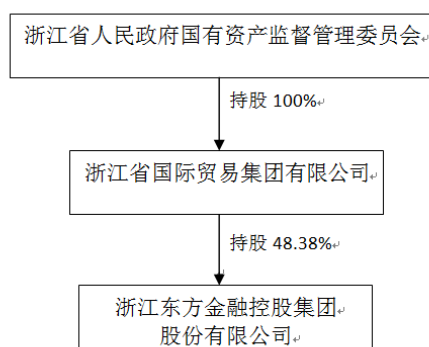 浙江省人民政府国有资产监督管理委员会
持股 100%
浙江省国际贸易集团有限公司
持股 48.38%
浙江东方金融控股集团
股份有限公司